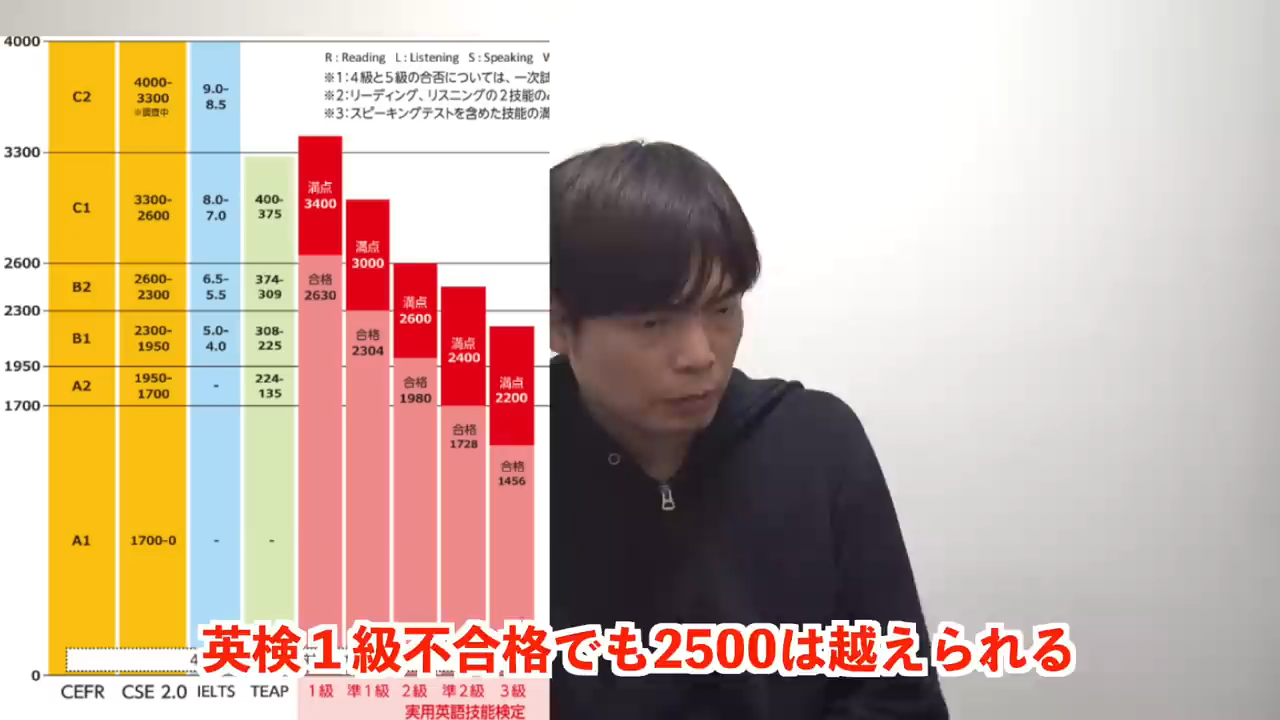 4000
3300
2600
2300
1950
1700
0
R : Reading L : Listening S : Speaking
※1：4級と5級の合否については、一次試
※2：リーディング、リスニングの2技能の
※3：スピーキングテストを含めた技能の満
C2
4000-
3300
※調査中
9.0-
8.5
C1
3300-
2600
8.0-
7.0
400-
375
B2
2600-
2300
6.5-
5.5
374-
309
B1
2300-
1950
5.0-
4.0
308-
225
A2
1950-
1700
-
224-
135
A1
1700-0
-
-
満点
3400
合格
2630
満点
3000
合格
2304
満点
2600
合格
1980
満点
2400
合格
1728
満点
2200
合格
1456
英検１級不合格でも2500は越えられる
CEFR CSE 2.0 IELTS TEAP 1級 準1級 2級 準2級 3級
実用英語技能検定